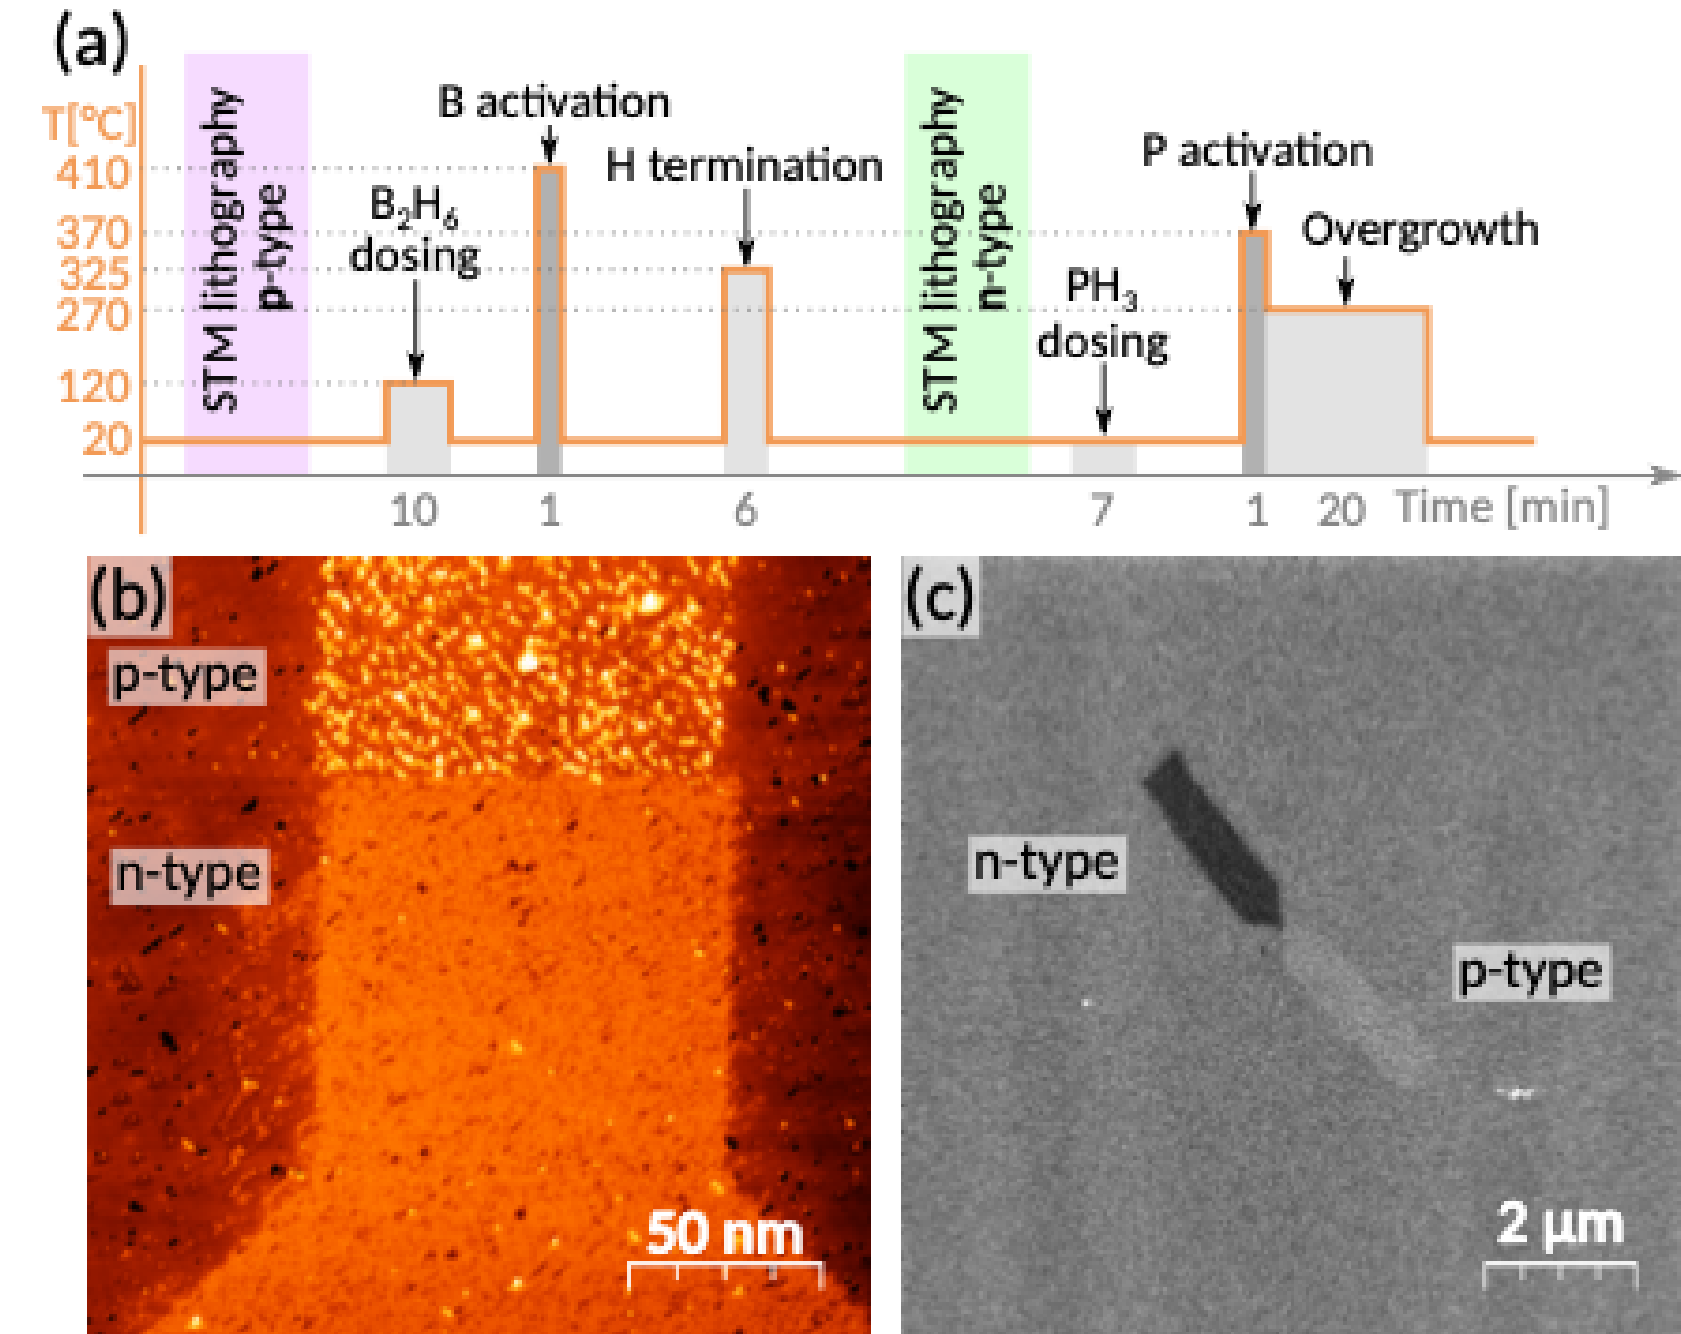 (a)
T[°C]
410
370
325
270
120
20
STM lithography
p-type
B₂H₆
dosing
B activation
H termination
STM lithography
n-type
PH₃
dosing
P activation
Overgrowth
10
1
6
7
1
20
Time [min]
(b)
p-type
n-type
50 nm
(c)
n-type
p-type
2 µm